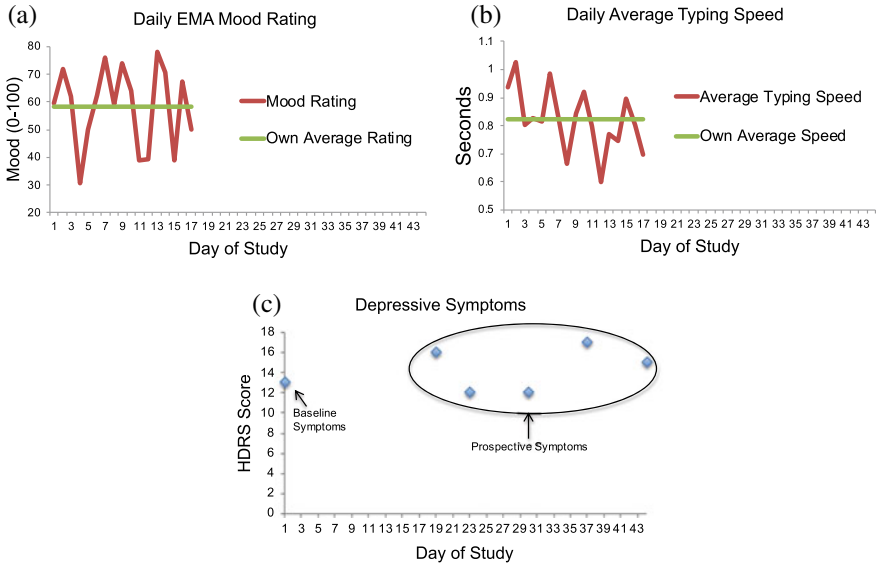 (a)
Daily EMA Mood Rating
Mood (0-100)
80
70
60
50
40
30
20
1 3 5 7 9 11 13 15 17 19 21 23 25 27 29 31 33 35 37 39 41 43
Day of Study
Mood Rating
Own Average Rating
(b)
Daily Average Typing Speed
Seconds
1.1
1
0.9
0.8
0.7
0.6
0.5
1 3 5 7 9 11 13 15 17 19 21 23 25 27 29 31 33 35 37 39 41 43
Day of Study
Average Typing Speed
Own Average Speed
(c)
Depressive Symptoms
HDRS Score
18
16
14
12
10
8
6
4
2
0
Baseline
Symptoms
Prospective Symptoms
1 3 5 7 9 11 13 15 17 19 21 23 25 27 29 31 33 35 37 39 41 43
Day of Study